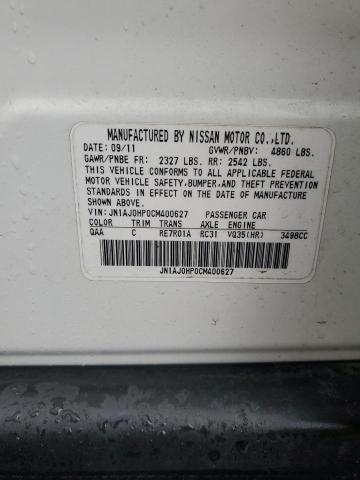 MANUFACTURED BY NISSAN MOTOR CO.,LTD.
DATE: 09/11 GVWR/PNBV: 4860 LBS.
GAWR/PNBE FR: 2327 LBS. RR: 2542 LBS.
THIS VEHICLE CONFORMS TO ALL APPLICABLE FEDERAL
MOTOR VEHICLE SAFETY, BUMPER, AND THEFT PREVENTION
STANDARDS IN EFFECT ON THE DATE OF MANUFACTURE
SHOWN ABOVE.
VIN: JN1AJ0HP0CM400627 PASSENGER CAR
COLOR TRIM TRANS AXLE ENGINE
QAA C RE7R01A RC31 VQ35(HR) 3498CC
JN1AJ0HP0CM400627